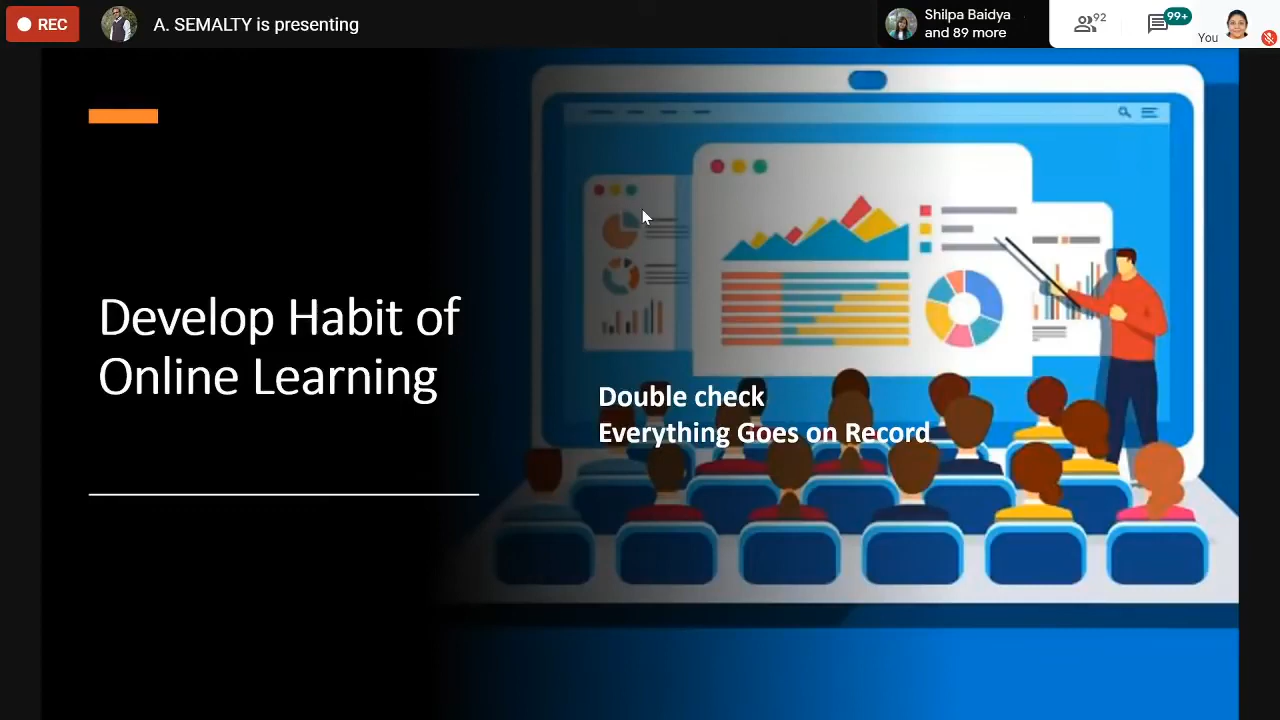 REC
A. SEMALTY is presenting
Shilpa Baidya
and 89 more
92
99+
You
Develop Habit of
Online Learning
Double check
Everything Goes on Record